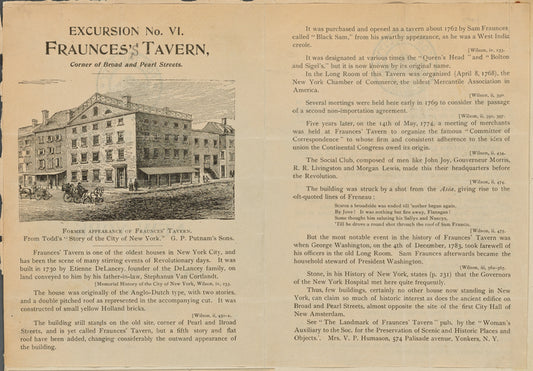 EXCURSION No. VI.
FRAUNCES'S TAVERN,
Corner of Broad and Pearl Streets.
FORMER APPEARANCE OF FRAUNCES' TAVERN.
From Todd's "Story of the City of New York." G. P. Putnam's Sons.
Fraunces' Tavern is one of the oldest houses in New York City, and
has been the scene of many stirring events of Revolutionary days. It was
built in 1730 by Etienne DeLancey, founder of the DeLancey family, on
land conveyed to him by his father-in-law, Stephanus Van Cortlandt.
[Memorial History of the City of New York, Wilson, iv. 153.
The house was originally of the Anglo-Dutch type, with two stories,
and a double pitched roof as represented in the accompanying cut. It was
constructed of small yellow Holland bricks.
[Wilson, ii. 450-a.
The building still stands on the old site, corner of Pearl and Broad
Streets, and is yet called Fraunces' Tavern, but a fifth story and flat
roof have been added, changing considerably the outward appearance of
the building.
It was purchased and opened as a tavern about 1762 by Sam Fraunces
called "Black Sam," from his swarthy appearance, as he was a West India
creole.
[Wilson, iv. 153.
It was designated at various times the "Queen's Head" and "Bolton
and Sigel's," but it is now known by its original name.
In the Long Room of this Tavern was organized (April 8, 1768), the
New York Chamber of Commerce, the oldest Mercantile Association in
America.
[Wilson, ii. 390.
Several meetings were held here early in 1769 to consider the passage
of a second non-importation agreement.
[Wilson, ii. 390, 397.
Five years later, on the 14th of May, 1774, a meeting of merchants
was held at Fraunces' Tavern to organize the famous "Committee of
Correspondence" to whose firm and consistent adherence to the idea of
union the Continental Congress owed its origin.
[Wilson, ii. 434.
The Social Club, composed of men like John Joy, Gouverneur Morris,
R. R. Livingston and Morgan Lewis, made this their headquarters before the
Revolution.
[Wilson, ii. 474.
The building was struck by a shot from the Asia, giving rise to the
oft-quoted lines of Freneau:
Scarce a broadside was ended till 'nother began again.
By Jove! It was nothing but fire away, Flanagan!
Some thought him saluting his Sallys and Nancys,
'Till he drove a round shot through the roof of Sam Francis.
[Wilson, ii. 475.
But the most notable event in the history of Fraunces' Tavern was
when George Washington, on the 4th of December, 1783, took farewell of
his officers in the old Long Room. Sam Fraunces afterwards became the
household steward of President Washington.
Stone, in his History of New York, states (p. 231) that the Governors
of the New York Hospital met here quite frequently.
Thus, few buildings, certainly no other house now standing in New
York, can claim so much of historic interest as does the ancient edifice on
Broad and Pearl Streets, almost opposite the site of the first City Hall of
New Amsterdam.
See "The Landmark of Fraunces' Tavern" pub. by the "Woman's
Auxiliary to the Soc. for the Preservation of Scenic and Historic Places and
Objects.'. Mrs. V. P. Humason, 574 Palisade avenue, Yonkers, N. Y.